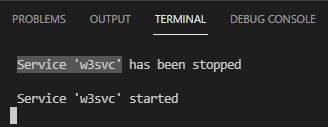 PROBLEMS OUTPUT TERMINAL DEBUG CONSOLE
Service 'w3svc' has been stopped
Service 'w3svc' started